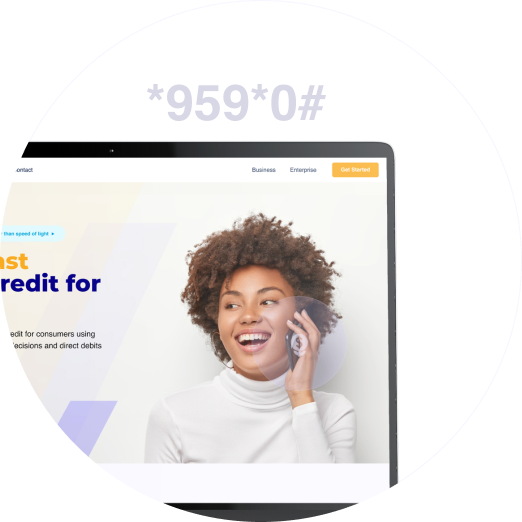 *959*0#
ontact
Business Enterprise Get Started
than speed of light
ast
redit for
edit for consumers using
ecisions and direct debits